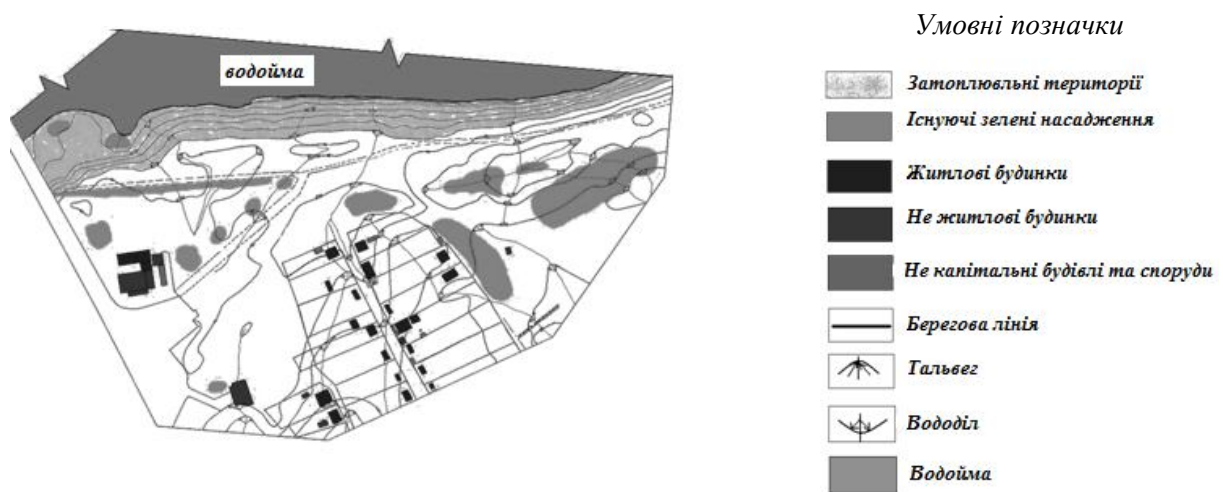 водойма
Умовні позначки
Затоплювльні території
Існуючі зелені насадження
Житлові будинки
Не житлові будинки
Не капітальні будівлі та споруди
Берегова лінія
Тальвег
Вододіл
Водойма